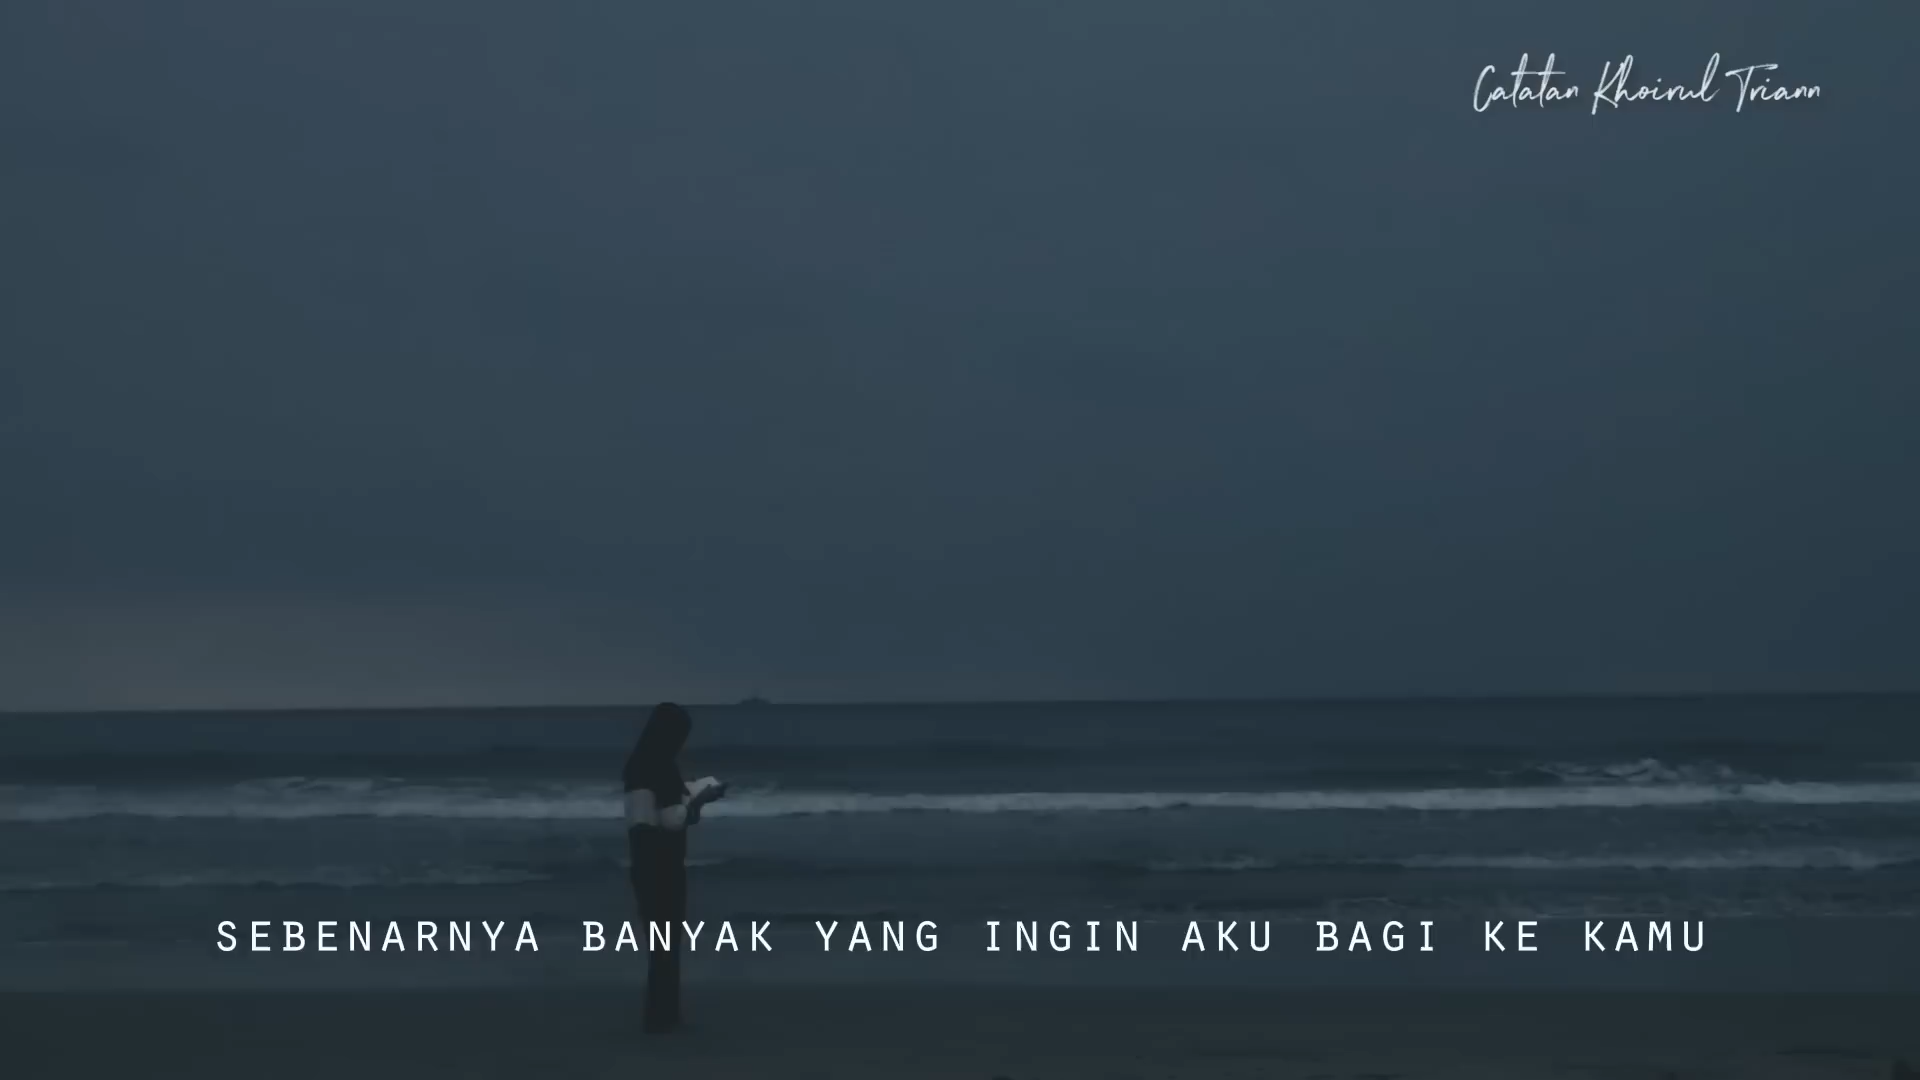 Catatan Khoirul Triann
SEBENARNYA BANYAK YANG INGIN AKU BAGI KE KAMU